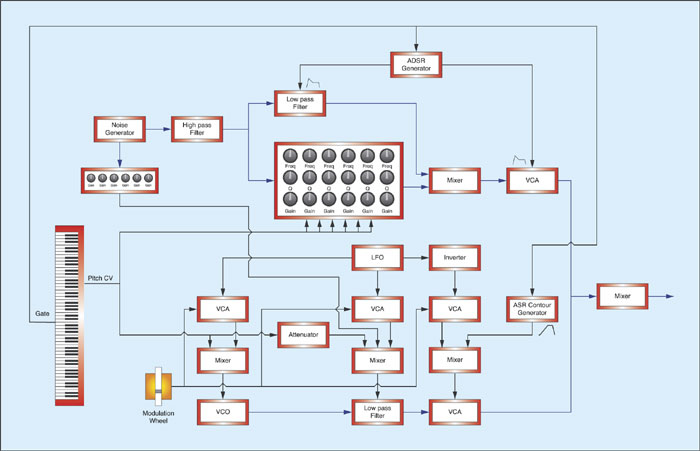 ADSR
Generator
Low pass
Filter
Noise
Generator
High pass
Filter
Freq Freq Freq Freq Freq Freq
Q Q Q Q Q Q
Gain Gain Gain Gain Gain Gain
Mixer
VCA
Gain Gain Gain Gain Gain Gain
Pitch CV
Gate
LFO
Inverter
VCA
VCA
VCA
ASR Contour
Generator
Mixer
Attenuator
Mixer
Mixer
Mixer
Modulation
Wheel
VCO
Low pass
Filter
VCA